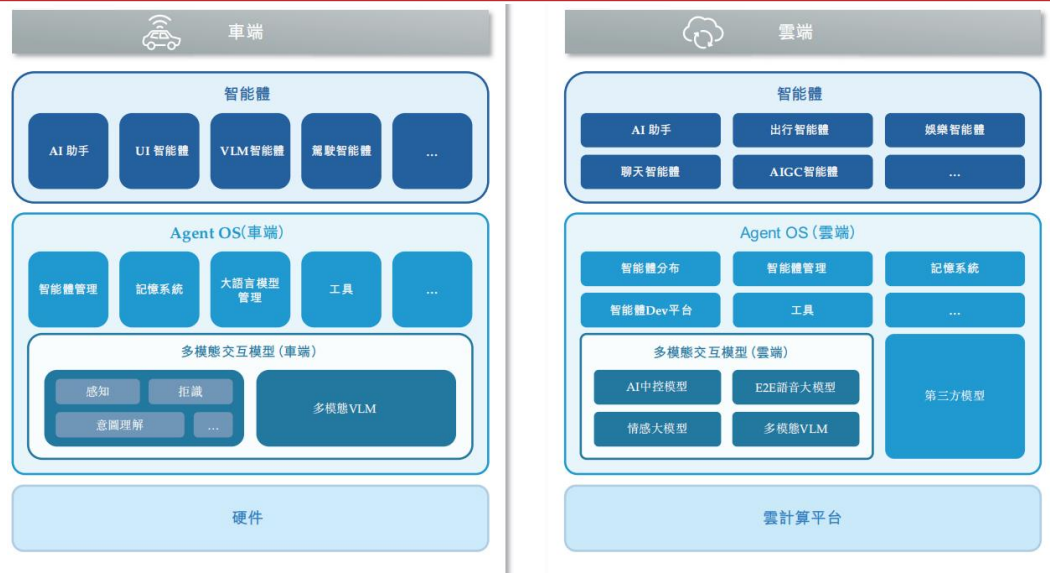 車端
智能體
AI 助手
UI 智能體
VLM智能體
駕駛智能體
...
Agent OS(車端)
智能體管理
記憶系統
大語言模型
管理
工具
...
多模態交互模型 (車端)
感知
拒識
意圖理解
...
多模態VLM
硬件
雲端
智能體
AI 助手
出行智能體
娛樂智能體
聊天智能體
AIGC智能體
...
Agent OS (雲端)
智能體分布
智能體管理
記憶系統
智能體Dev平台
工具
...
多模態交互模型 (雲端)
AI中控模型
E2E語音大模型
情感大模型
多模態VLM
第三方模型
雲計算平台